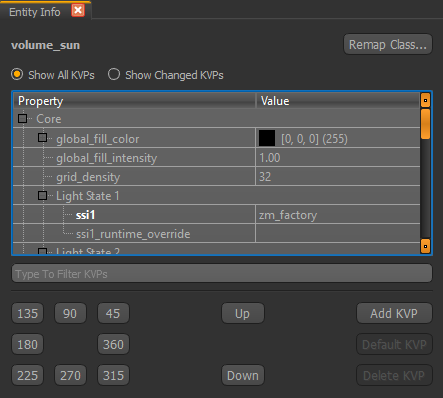 Entity Info
volume_sun
Remap Class...
Show All KVPs Show Changed KVPs
Property Value
Core
global_fill_color [0, 0, 0] (255)
global_fill_intensity 1.00
grid_density 32
Light State 1
ssi1 zm_factory
ssi1_runtime_override
Light State 2
Type To Filter KVPs
135 90 45 Up Add KVP
180 360 Default KVP
225 270 315 Down Delete KVP